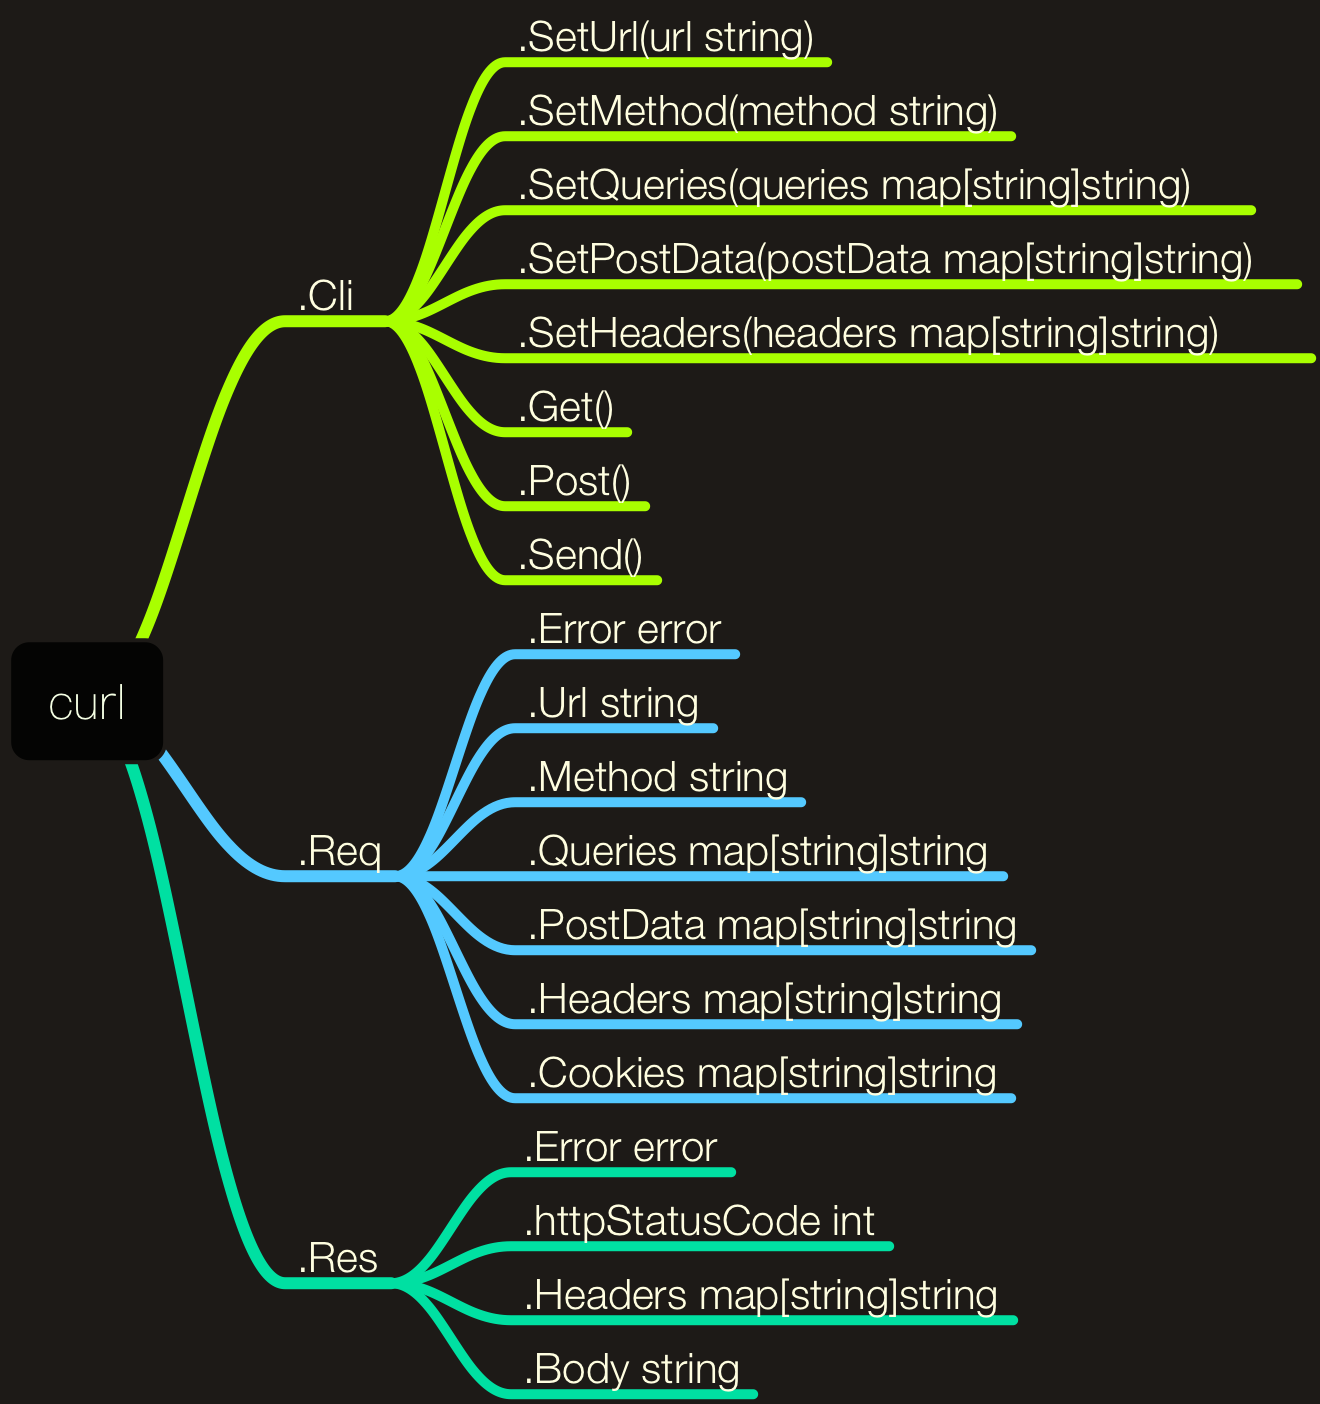 curl
.Cli
.SetUrl(url string)
.SetMethod(method string)
.SetQueries(queries map[string]string)
.SetPostData(postData map[string]string)
.SetHeaders(headers map[string]string)
.Get()
.Post()
.Send()
.Req
.Error error
.Url string
.Method string
.Queries map[string]string
.PostData map[string]string
.Headers map[string]string
.Cookies map[string]string
.Res
.Error error
.httpStatusCode int
.Headers map[string]string
.Body string